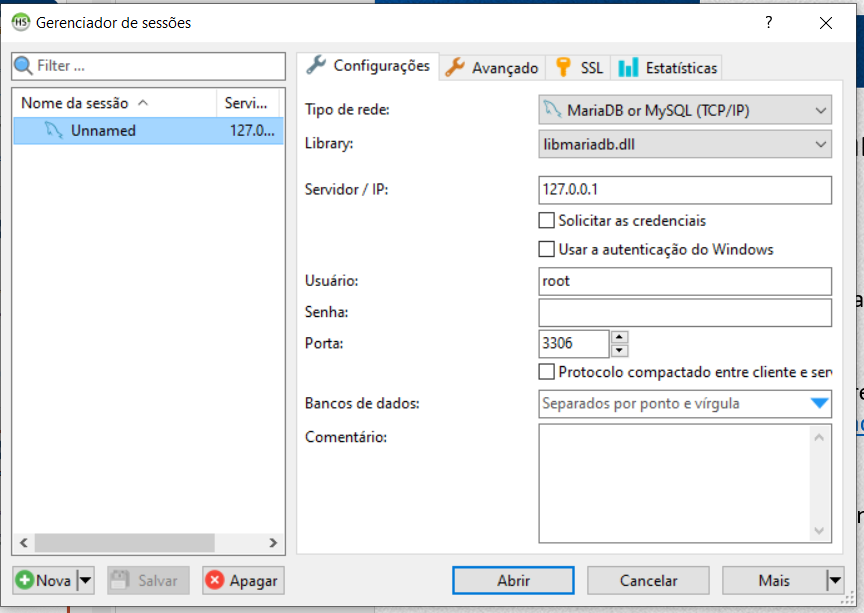 HS Gerenciador de sessões ?
Filter ...
Nome da sessão Servi...
Unnamed 127.0...
Nova Salvar Apagar
Configurações Avançado SSL Estatísticas
Tipo de rede: MariaDB or MySQL (TCP/IP)
Library: libmariadb.dll
Servidor / IP: 127.0.0.1
Solicitar as credenciais
Usar a autenticação do Windows
Usuário: root
Senha:
Porta: 3306
Protocolo compactado entre cliente e ser
Bancos de dados: Separados por ponto e vírgula
Comentário:
Abrir Cancelar Mais